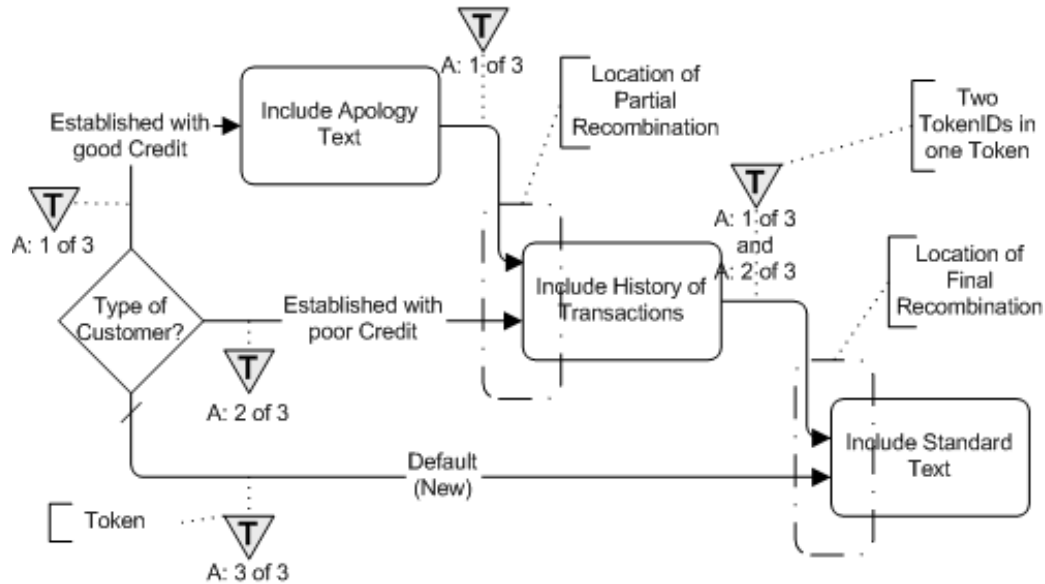 T
A: 1 of 3
Location of
Partial
Recombination
Two
TokenIDs in
one Token
Include Apology
Text
Established with
good Credit
T
A: 1 of 3
T
A: 1 of 3
and
A: 2 of 3
Location of
Final
Recombination
Type of
Customer?
Established with
poor Credit
Include History of
Transactions
T
A: 2 of 3
Include Standard
Text
Default
(New)
Token
T
A: 3 of 3